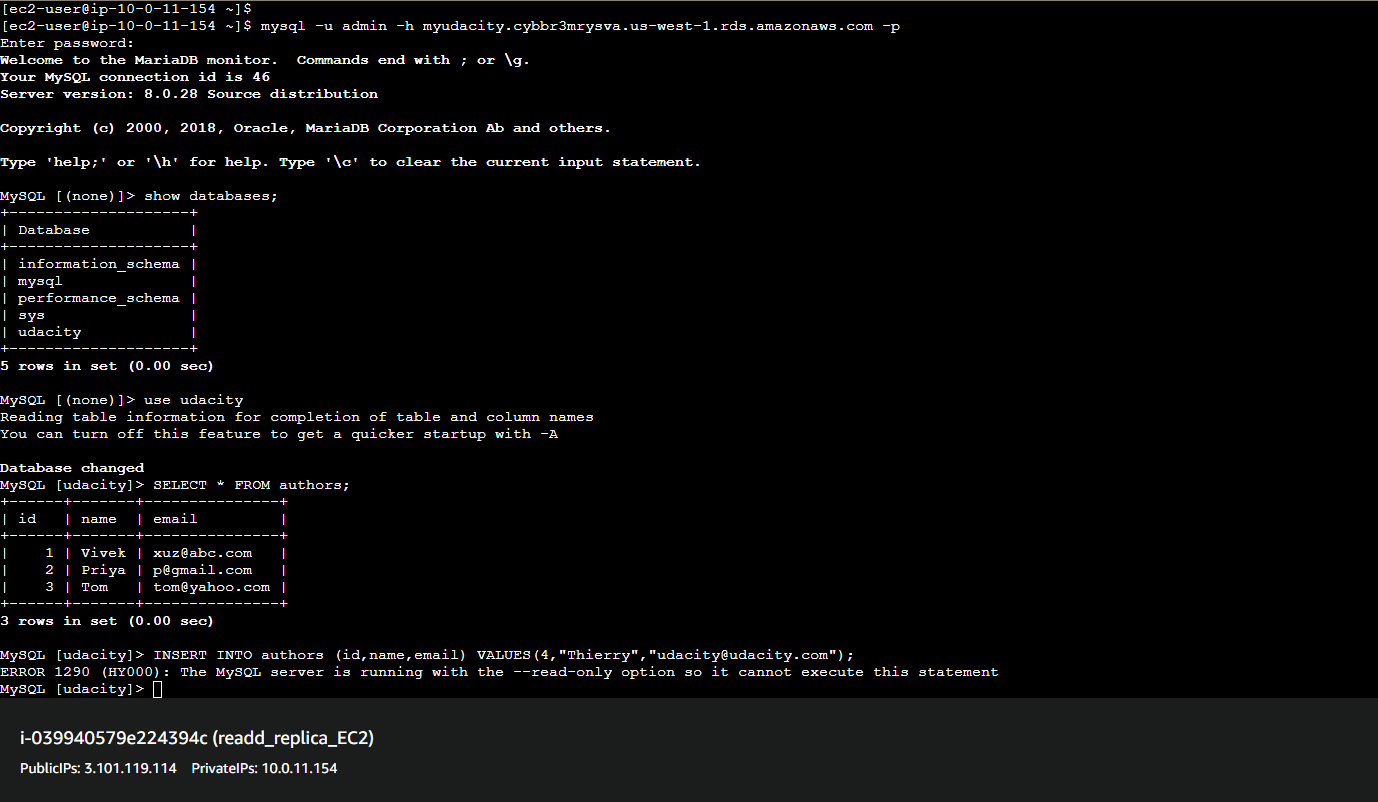 [ec2-user@ip-10-0-11-154 ~]$
[ec2-user@ip-10-0-11-154 ~]$ mysql -u admin -h myudacity.cybbr3mrysva.us-west-1.rds.amazonaws.com -p
Enter password:
Welcome to the MariaDB monitor.  Commands end with ; or \g.
Your MySQL connection id is 46
Server version: 8.0.28 Source distribution

Copyright (c) 2000, 2018, Oracle, MariaDB Corporation Ab and others.

Type 'help;' or '\h' for help. Type '\c' to clear the current input statement.

MySQL [(none)]> show databases;
+--------------------+
| Database           |
+--------------------+
| information_schema |
| mysql              |
| performance_schema |
| sys                |
| udacity            |
+--------------------+
5 rows in set (0.00 sec)

MySQL [(none)]> use udacity
Reading table information for completion of table and column names
You can turn off this feature to get a quicker startup with -A

Database changed
MySQL [udacity]> SELECT * FROM authors;
+------+-------+---------------+
| id   | name  | email         |
+------+-------+---------------+
|    1 | Vivek | xuz@abc.com   |
|    2 | Priya | p@gmail.com   |
|    3 | Tom   | tom@yahoo.com |
+------+-------+---------------+
3 rows in set (0.00 sec)

MySQL [udacity]> INSERT INTO authors (id,name,email) VALUES(4,"Thierry","udacity@udacity.com");
ERROR 1290 (HY000): The MySQL server is running with the --read-only option so it cannot execute this statement
MySQL [udacity]>
i-039940579e224394c (readd_replica_EC2)
PublicIPs: 3.101.119.114    PrivateIPs: 10.0.11.154